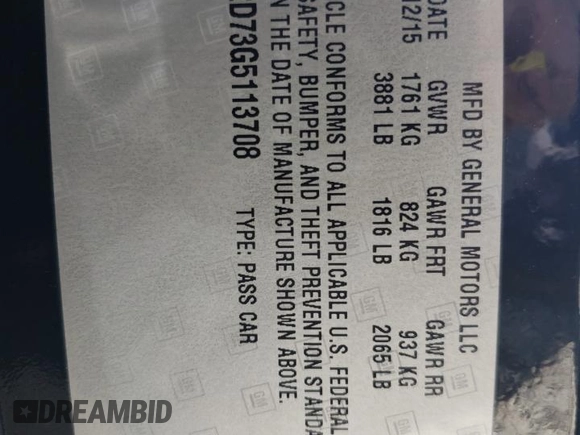 MFD BY GENERAL MOTORS LLC
DATE GVWR GAWR FRT GAWR RR
12/15 1761 KG 824 KG 937 KG
3881 LB 1816 LB 2065 LB
CLE CONFORMS TO ALL APPLICABLE U.S. FEDERAL
SAFETY, BUMPER, AND THEFT PREVENTION STANDA
N THE DATE OF MANUFACTURE SHOWN ABOVE.
D73G5113708 TYPE: PASS CAR
GM
DREAMBID